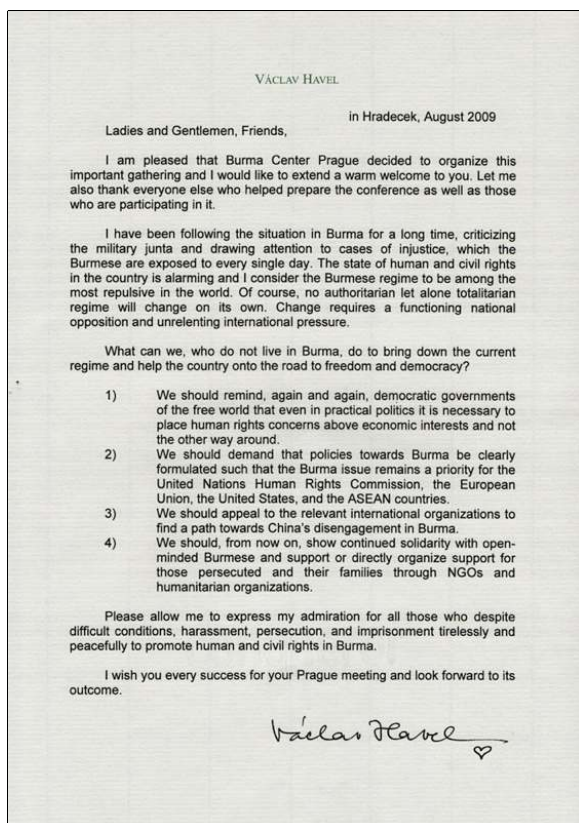 VÁCLAV HAVEL
in Hradecek, August 2009
Ladies and Gentlemen, Friends,
I am pleased that Burma Center Prague decided to organize this
important gathering and I would like to extend a warm welcome to you. Let me
also thank everyone else who helped prepare the conference as well as those
who are participating in it.
I have been following the situation in Burma for a long time, criticizing
the military junta and drawing attention to cases of injustice, which the
Burmese are exposed to every single day. The state of human and civil rights
in the country is alarming and I consider the Burmese regime to be among the
most repulsive in the world. Of course, no authoritarian let alone totalitarian
regime will change on its own. Change requires a functioning national
opposition and unrelenting international pressure.
What can we, who do not live in Burma, do to bring down the current
regime and help the country onto the road to freedom and democracy?
1) We should remind, again and again, democratic governments
of the free world that even in practical politics it is necessary to
place human rights concerns above economic interests and not
the other way around.
2) We should demand that policies towards Burma be clearly
formulated such that the Burma issue remains a priority for the
United Nations Human Rights Commission, the European
Union, the United States, and the ASEAN countries.
3) We should appeal to the relevant international organizations to
find a path towards China's disengagement in Burma.
4) We should, from now on, show continued solidarity with open-
minded Burmese and support or directly organize support for
those persecuted and their families through NGOs and
humanitarian organizations.
Please allow me to express my admiration for all those who despite
difficult conditions, harassment, persecution, and imprisonment tirelessly and
peacefully to promote human and civil rights in Burma.
I wish you every success for your Prague meeting and look forward to its
outcome.
Václav Havel